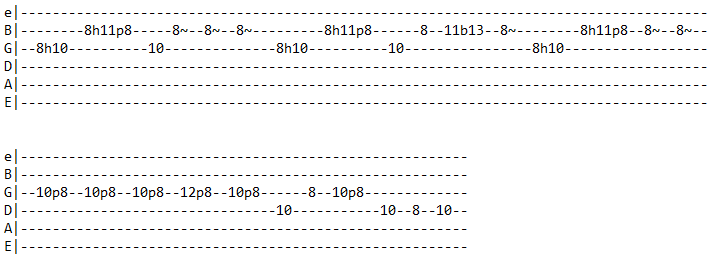 e|--------------------------------------------------------------------------------------
B|--------8h11p8-----8~--8~--8~---------8h11p8------8--11b13--8~--------8h11p8--8~--8~--
G|--8h10----------10--------------8h10----------10----------------8h10------------------
D|--------------------------------------------------------------------------------------
A|--------------------------------------------------------------------------------------
E|--------------------------------------------------------------------------------------
e|--------------------------------------------------------
B|--------------------------------------------------------
G|--10p8--10p8--10p8--12p8--10p8------8--10p8-------------
D|--------------------------------10-----------10--8--10--
A|--------------------------------------------------------
E|--------------------------------------------------------